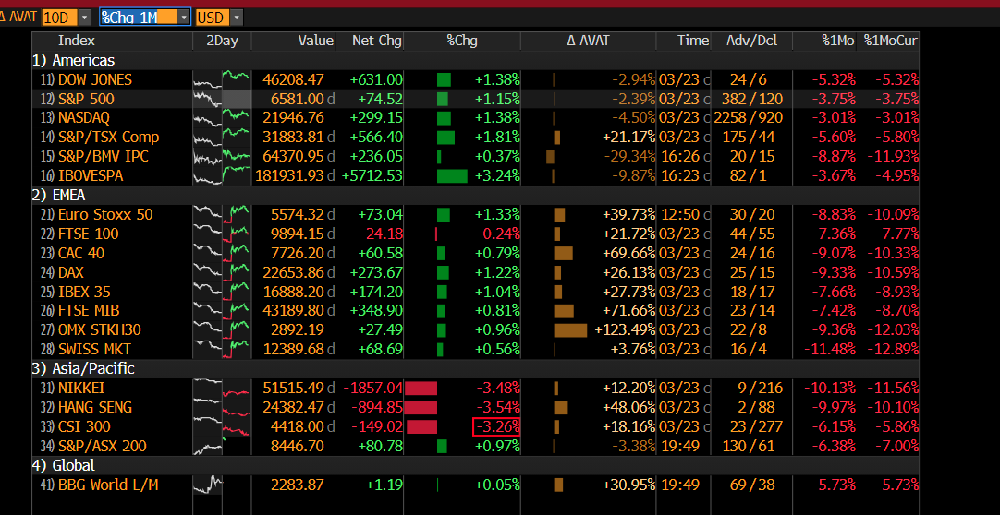 Δ AVAT 10D %Chg 1M USD
Index 2Day Value Net Chg %Chg Δ AVAT Time Adv/Dcl %1Mo %1MoCur
1) Americas
11) DOW JONES 46208.47 +631.00 +1.38% -2.94% 03/23 c 24 / 6 -5.32% -5.32%
12) S&P 500 6581.00 d +74.52 +1.15% -2.39% 03/23 c 382 / 120 -3.75% -3.75%
13) NASDAQ 21946.76 +299.15 +1.38% -4.50% 03/23 c 2258 / 920 -3.01% -3.01%
14) S&P/TSX Comp 31883.81 d +566.40 +1.81% +21.17% 03/23 c 175 / 44 -5.60% -5.80%
15) S&P/BMV IPC 64370.95 d +236.05 +0.37% -29.34% 16:26 c 20 / 15 -8.87% -11.93%
16) IBOVESPA 181931.93 d +5712.53 +3.24% -9.87% 16:23 c 82 / 1 -3.67% -4.95%
2) EMEA
21) Euro Stoxx 50 5574.32 d +73.04 +1.33% +39.73% 12:50 c 30 / 20 -8.83% -10.09%
22) FTSE 100 9894.15 d -24.18 -0.24% +21.72% 03/23 c 44 / 55 -7.36% -7.77%
23) CAC 40 7726.20 d +60.58 +0.79% +69.66% 03/23 c 24 / 16 -9.07% -10.33%
24) DAX 22653.86 d +273.67 +1.22% +26.13% 03/23 c 25 / 15 -9.33% -10.59%
25) IBEX 35 16888.20 d +174.20 +1.04% +27.73% 03/23 c 18 / 17 -7.66% -8.93%
26) FTSE MIB 43189.80 d +348.90 +0.81% +71.66% 03/23 c 23 / 14 -7.42% -8.70%
27) OMX STKH30 2892.19 +27.49 +0.96% +123.49% 03/23 c 22 / 8 -9.36% -12.03%
28) SWISS MKT 12389.68 d +68.69 +0.56% +3.76% 03/23 c 16 / 4 -11.48% -12.89%
3) Asia/Pacific
31) NIKKEI 51515.49 d -1857.04 -3.48% +12.20% 03/23 c 9 / 216 -10.13% -11.56%
32) HANG SENG 24382.47 d -894.85 -3.54% +48.06% 03/23 c 2 / 88 -9.97% -10.10%
33) CSI 300 4418.00 d -149.02 -3.26% +18.16% 03/23 c 23 / 277 -6.15% -5.86%
34) S&P/ASX 200 8446.70 +80.78 +0.97% -3.38% 19:49 130 / 61 -6.38% -7.00%
4) Global
41) BBG World L/M 2283.87 +1.19 +0.05% +30.95% 19:49 69 / 38 -5.73% -5.73%